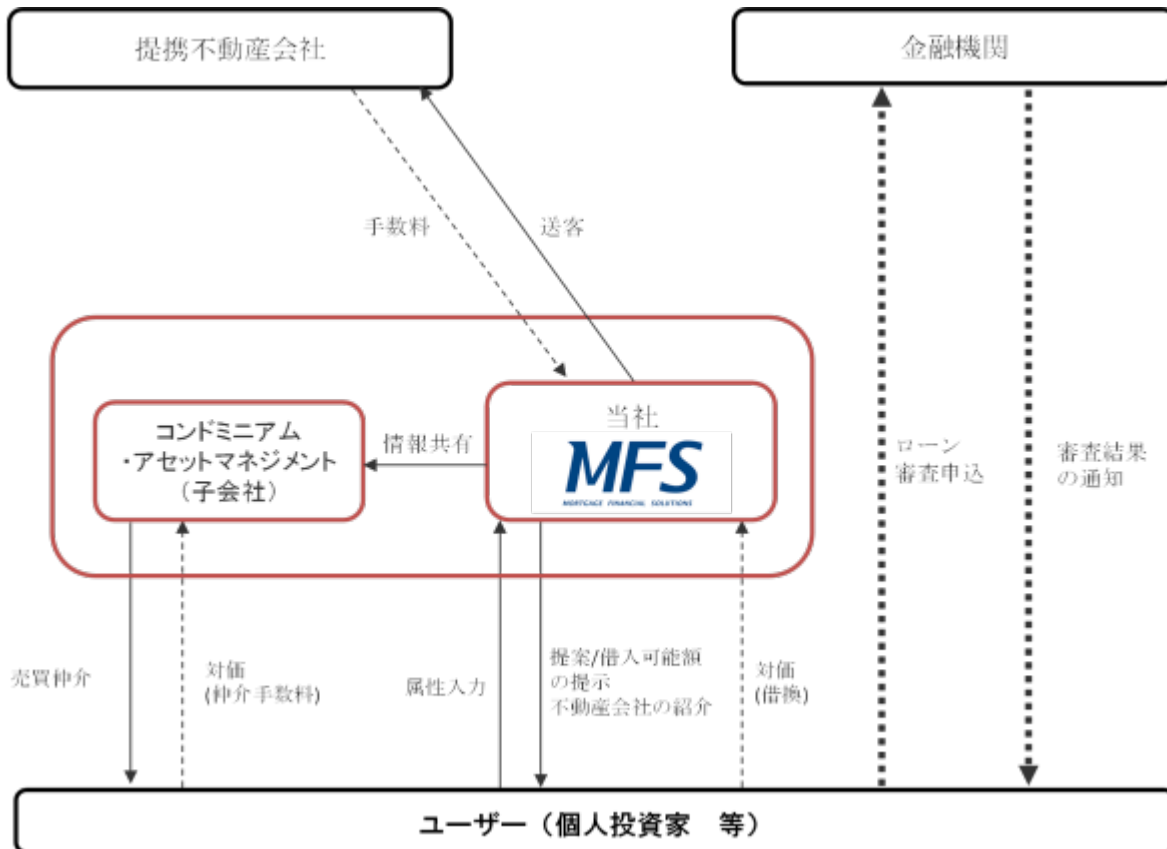 提携不動産会社
金融機関
手数料
送客
コンドミニアム
・アセットマネジメント
(子会社)
情報共有
当社
MFS
MORTGAGE FINANCIAL SOLUTIONS
ローン
審査申込
審査結果
の通知
売買仲介
対価
(仲介手数料)
属性入力
提案/借入可能額
の提示
不動産会社の紹介
対価
(借換)
ユーザー（個人投資家　等）